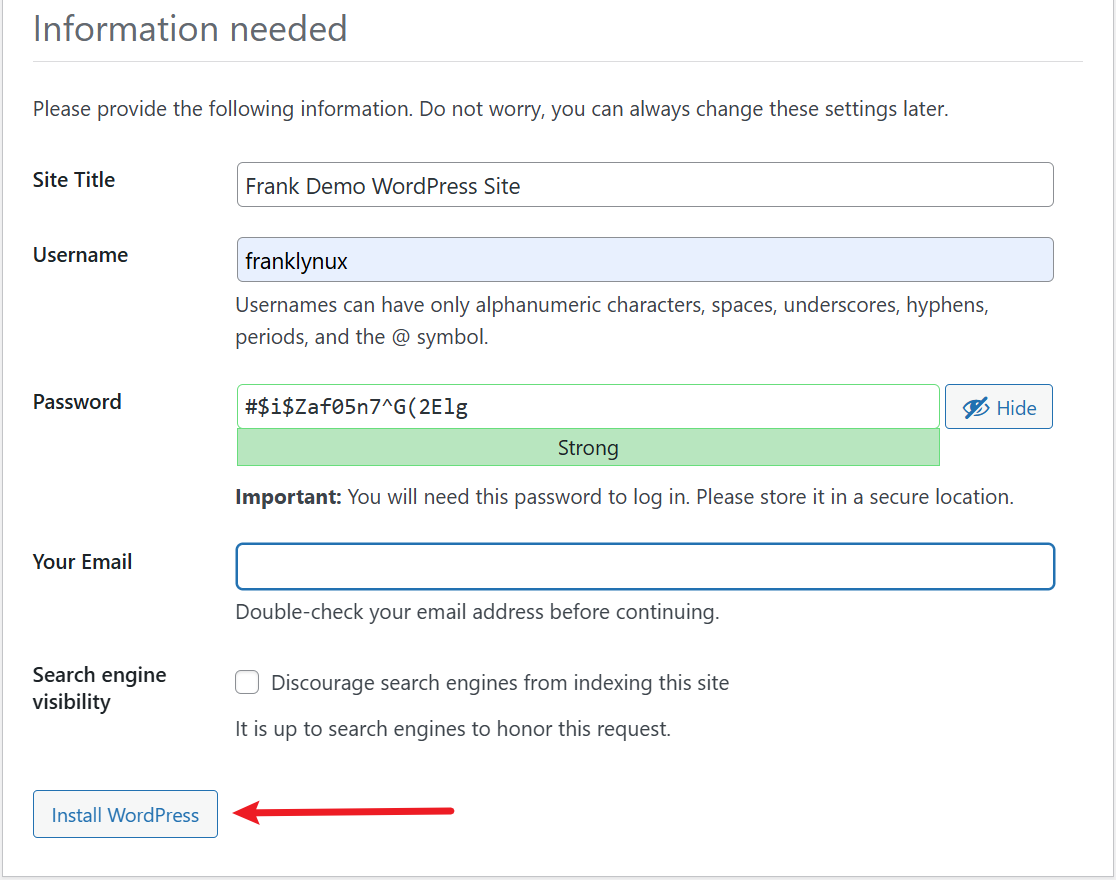 Information needed
Please provide the following information. Do not worry, you can always change these settings later.
Site Title
Frank Demo WordPress Site
Username
franklynux
Usernames can have only alphanumeric characters, spaces, underscores, hyphens,
periods, and the @ symbol.
Password
#$i$Zaf05n7^G(2Elg
Hide
Strong
Important: You will need this password to log in. Please store it in a secure location.
Your Email
Double-check your email address before continuing.
Search engine
visibility
Discourage search engines from indexing this site
It is up to search engines to honor this request.
Install WordPress